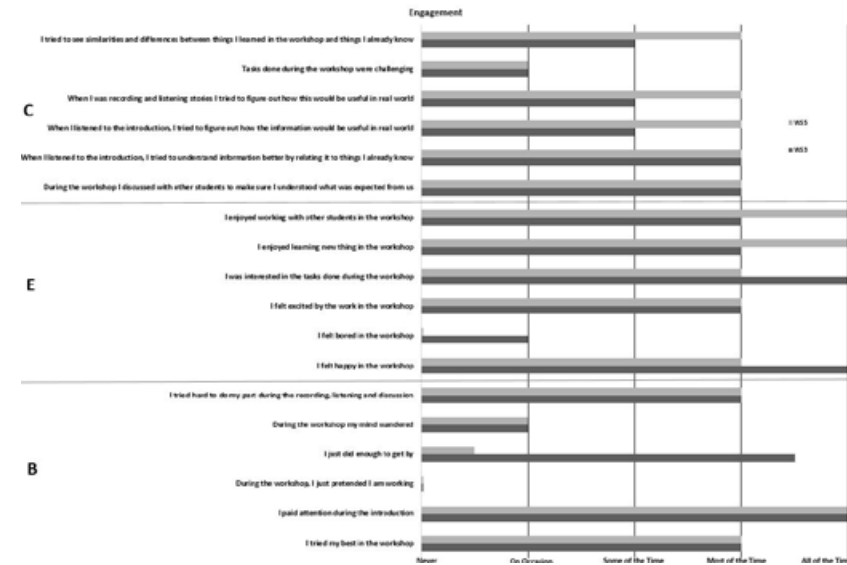 Engagement
I tried to see similarities and differences between things I learned in the workshop and things I already know
Tasks done during the workshop were challenging
When I was recording and listening stories I tried to figure out how this would be useful in real world
C
When I listened to the introduction, I tried to figure out how the information would be useful in real world
WS5
When I listened to the introduction, I tried to understand information better by relating it to things I already know
WS3
During the workshop I discussed with other students to make sure I understood what was expected from us
I enjoyed working with other students in the workshop
I enjoyed learning new thing in the workshop
I was interested in the tasks done during the workshop
E
I felt excited by the work in the workshop
I felt bored in the workshop
I felt happy in the workshop
I tried hard to do my part during the recording, listening and discussion
During the workshop my mind wandered
I just did enough to get by
B
During the workshop, I just pretended I am working
I paid attention during the introduction
I tried my best in the workshop
Never On Occasion Some of the Time Most of the Time All of the Tim